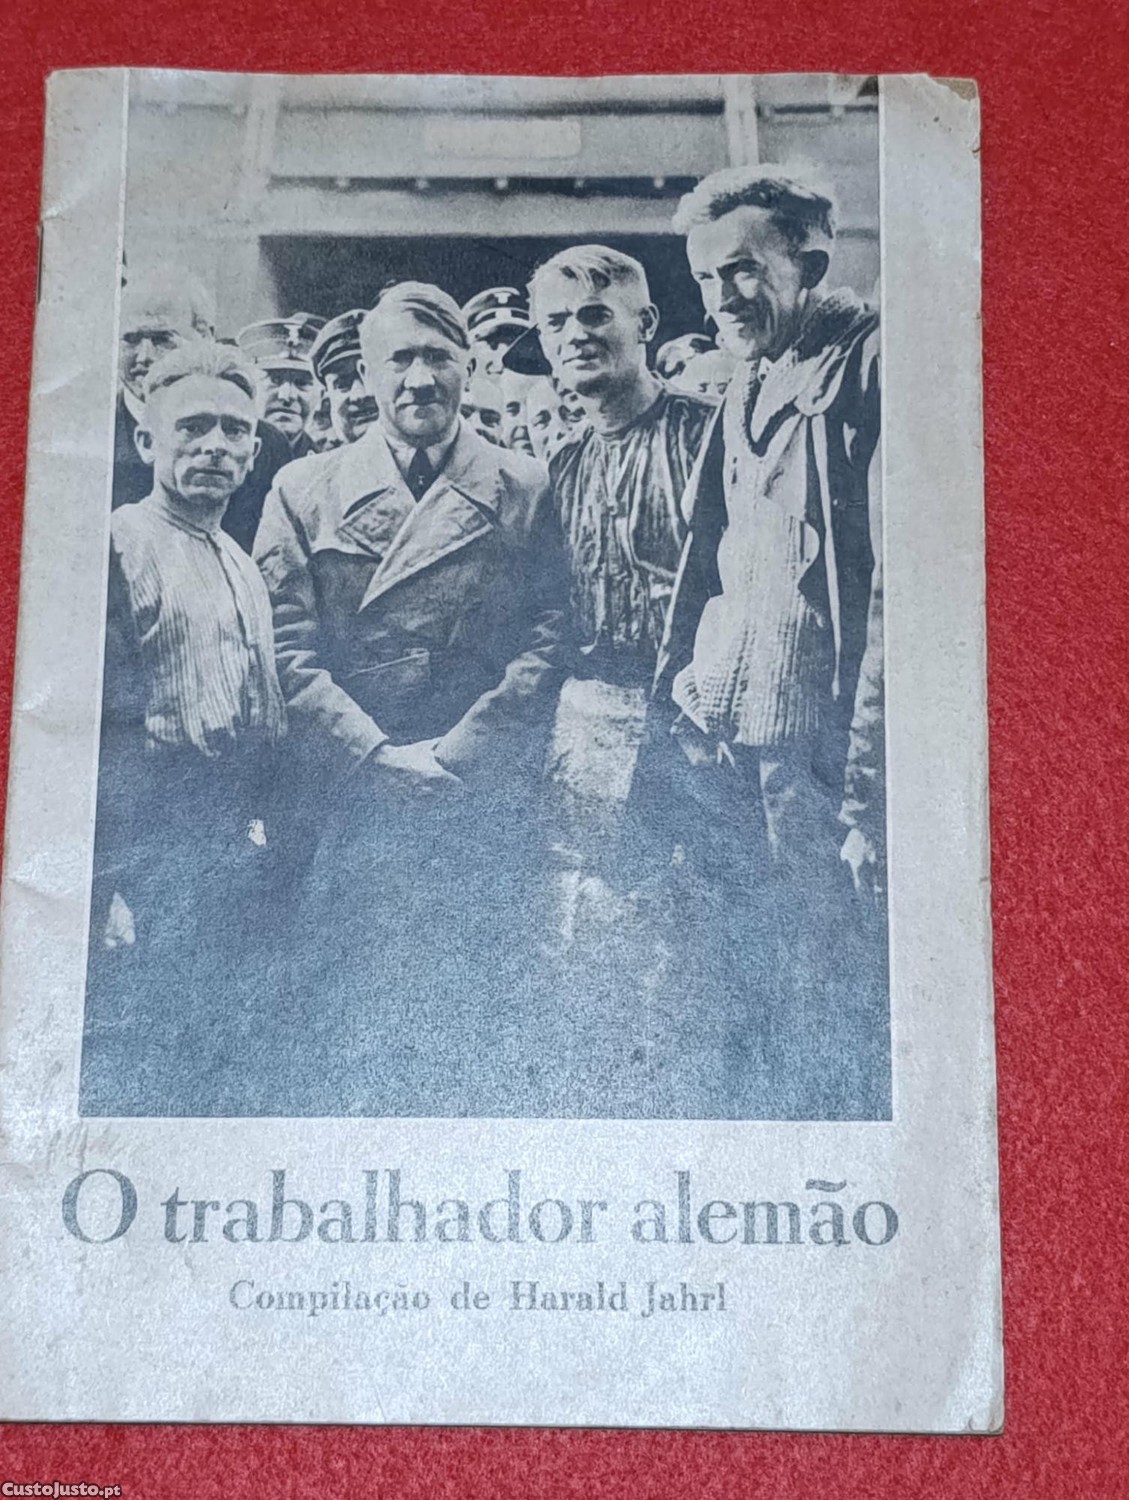 O trabalhador alemão
Compilação de Harald Jahrl
CustoJusto.pt